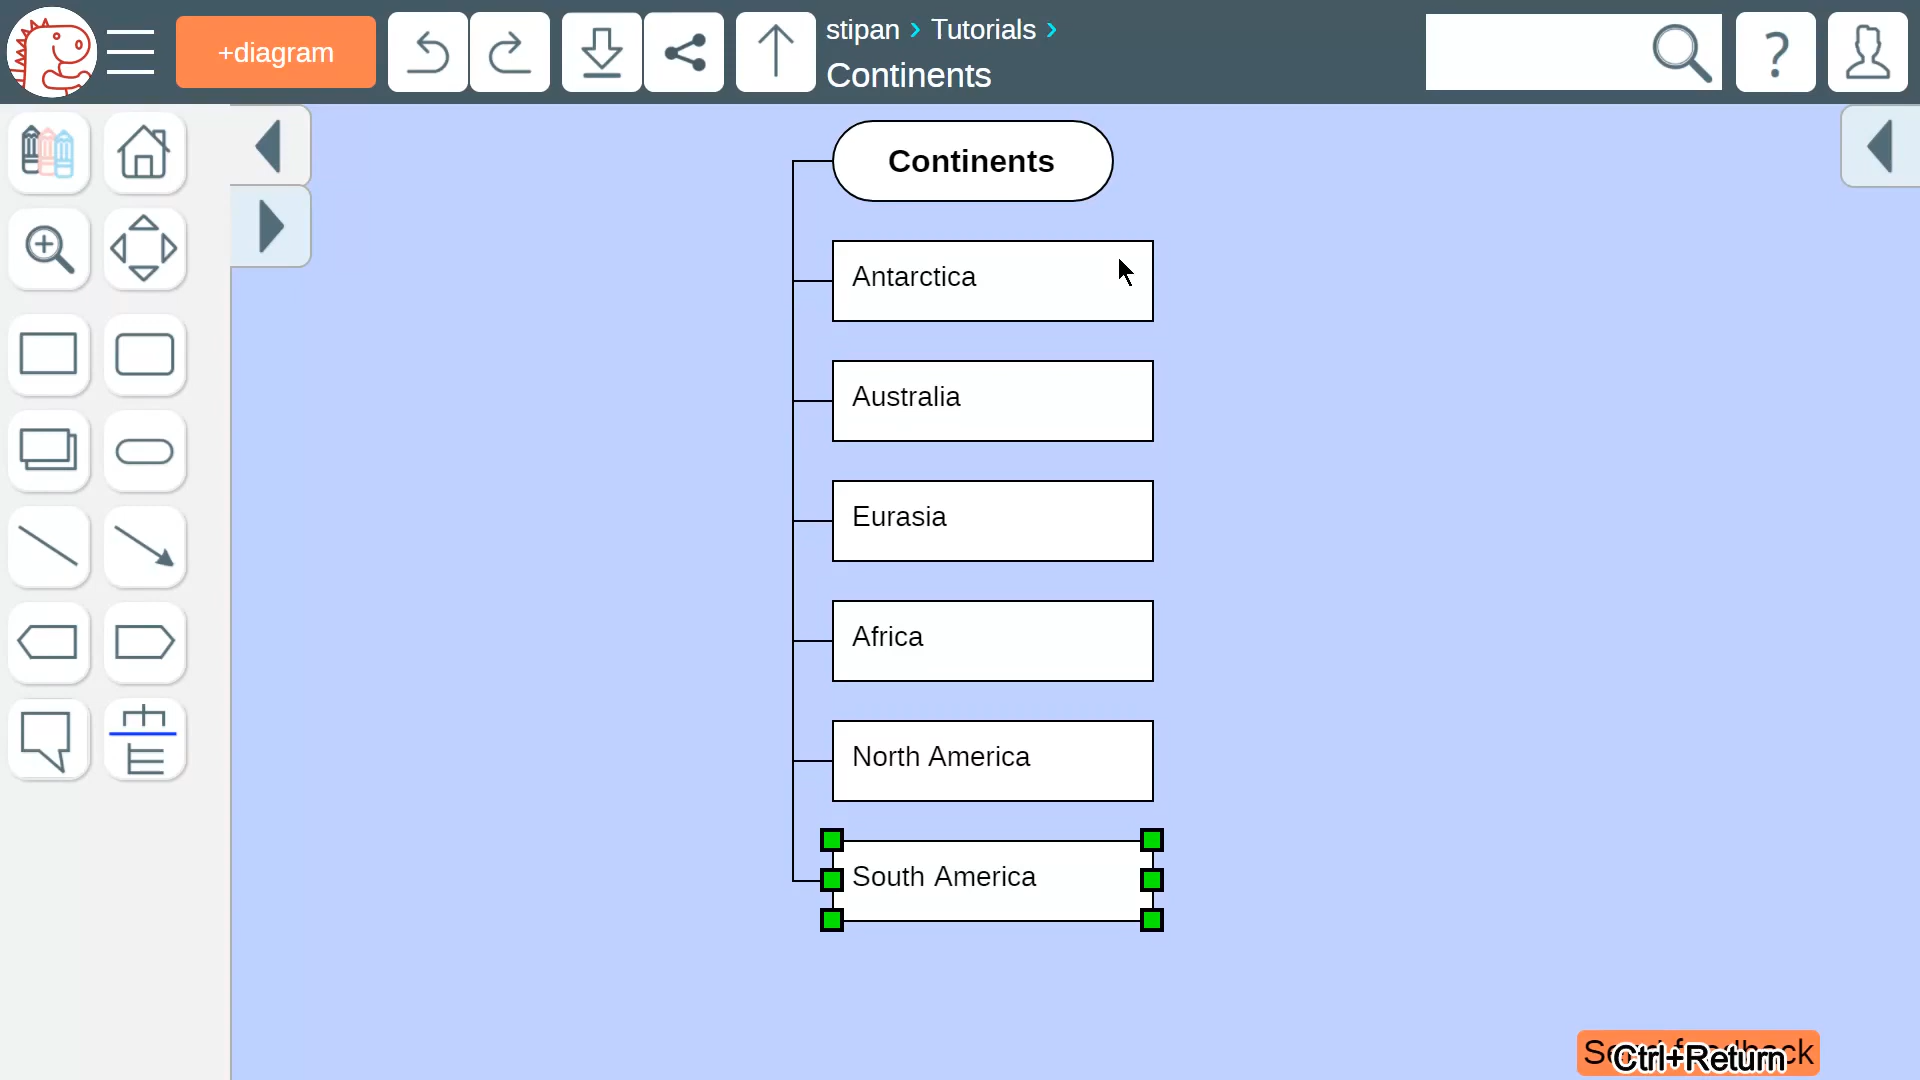 +diagram
stipan › Tutorials ›
Continents
?
Continents
Antarctica
Australia
Eurasia
Africa
North America
South America
Ctrl+Return